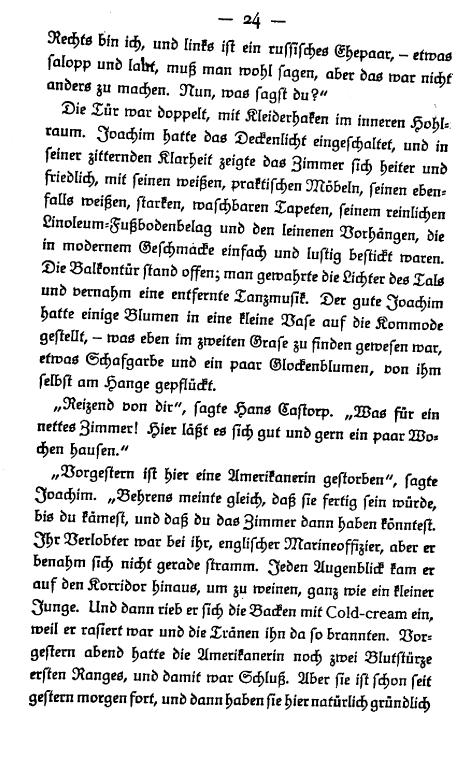 — 24 —
Rechts bin ich, und links ist ein russisches Ehepaar, – etwas
salopp und laut, muß man wohl sagen, aber das war nicht
anders zu machen. Nun, was sagst du?“
Die Tür war doppelt, mit Kleiderhaken im inneren Hohl-
raum. Joachim hatte das Deckenlicht eingeschaltet, und in
seiner zitternden Klarheit zeigte das Zimmer sich heiter und
friedlich, mit seinen weißen, praktischen Möbeln, seinen eben-
falls weißen, starken, waschbaren Tapeten, seinem reinlichen
Linoleum-Fußbodenbelag und den leinenen Vorhängen, die
in modernem Geschmacke einfach und lustig bestickt waren.
Die Balkontür stand offen; man gewahrte die Lichter des Tals
und vernahm eine entfernte Tanzmusik. Der gute Joachim
hatte einige Blumen in eine kleine Vase auf die Kommode
gestellt, – was eben im zweiten Grase zu finden gewesen war,
etwas Schafgarbe und ein paar Glockenblumen, von ihm
selbst am Hange gepflückt.
„Reizend von dir“, sagte Hans Castorp. „Was für ein
nettes Zimmer! Hier läßt es sich gut und gern ein paar Wo-
chen hausen.“
„Vorgestern ist hier eine Amerikanerin gestorben“, sagte
Joachim. „Behrens meinte gleich, daß sie fertig sein würde,
bis du kämest, und daß du das Zimmer dann haben könntest.
Ihr Verlobter war bei ihr, englischer Marineoffizier, aber er
benahm sich nicht gerade stramm. Jeden Augenblick kam er
auf den Korridor hinaus, um zu weinen, ganz wie ein kleiner
Junge. Und dann rieb er sich die Backen mit Cold-cream ein,
weil er rasiert war und die Tränen ihn da so brannten. Vor-
gestern abend hatte die Amerikanerin noch zwei Blutstürze
ersten Ranges, und damit war Schluß. Aber sie ist schon seit
gestern morgen fort, und dann haben sie hier natürlich gründlich